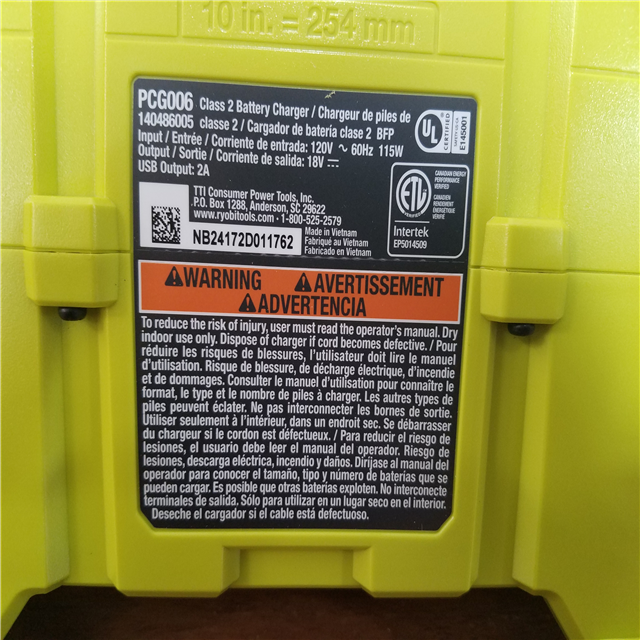 10 in. = 254 mm
PCG006 Class 2 Battery Charger / Chargeur de piles de
140486005 classe 2 / Cargador de batería clase 2 BFP
Input / Entrée / Corriente de entrada: 120V ~ 60Hz 115W
Output / Sortie / Corriente de salida: 18V ⎓
USB Output: 2A
UL CERTIFIED
E145001
TTI Consumer Power Tools, Inc.
P.O. Box 1288, Anderson, SC 29622
www.ryobitools.com · 1-800-525-2579
Made in Vietnam
Fabriqué au Vietnam
Fabricado en Vietnam
NB24172D011762
CANADIAN ENERGY
PERFORMANCE
VERIFIED
CANADIEN
RENDEMENT
ÉNERGÉTIQUE
VÉRIFIÉ
ETL
Intertek
EPS014509
WARNING AVERTISSEMENT
ADVERTENCIA
To reduce the risk of injury, user must read the operator's manual. Dry
indoor use only. Dispose of charger if cord becomes defective. / Pour
réduire les risques de blessures, l'utilisateur doit lire le manuel
d'utilisation. Risque de blessure, de décharge électrique, d'incendie
et de dommages. Consulter le manuel d'utilisation pour connaître le
format, le type et le nombre de piles à charger. Les autres types de
piles peuvent éclater. Ne pas interconnecter les bornes de sortie.
Utiliser seulement à l'intérieur, dans un endroit sec. Se débarrasser
du chargeur si le cordon est défectueux. / Para reducir el riesgo de
lesiones, el usuario debe leer el manual del operador. Riesgo de
lesiones, descarga eléctrica, incendio y daños. Diríjase al manual del
operador para conocer el tamaño, tipo y número de baterías que se
pueden cargar. Es posible que otras baterías exploten. No interconecte
terminales de salida. Sólo para utilizar en un lugar seco en el interior.
Deseche el cargador si el cable está defectuoso.